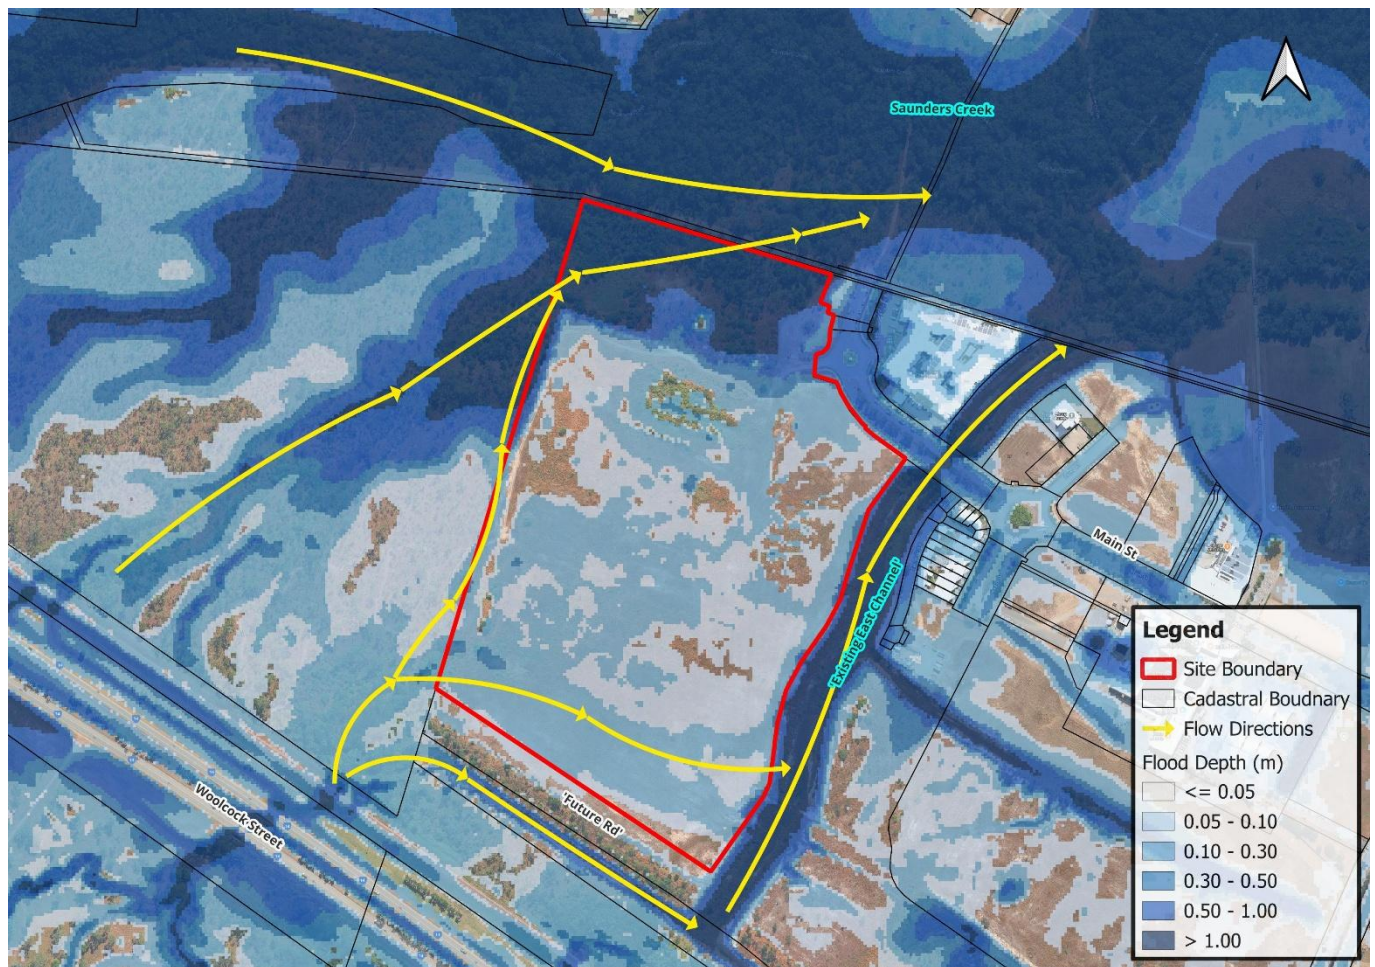 Saunders Creek
Main St
'Existing East Channel'
Woolcock Street
'Future Rd'
Legend
Site Boundary
Cadastral Boudnary
Flow Directions
Flood Depth (m)
<= 0.05
0.05 - 0.10
0.10 - 0.30
0.30 - 0.50
0.50 - 1.00
> 1.00